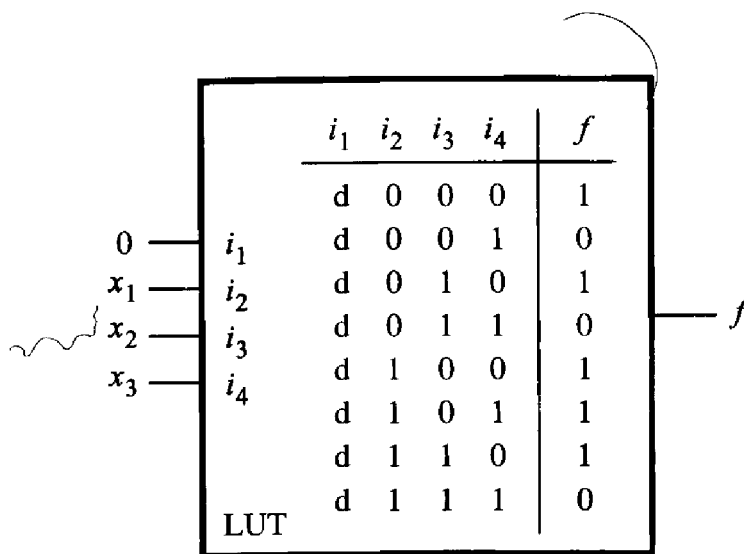 i₁ i₂ i₃ i₄ f
d 0 0 0 1
d 0 0 1 0
d 0 1 0 1
d 0 1 1 0
d 1 0 0 1
d 1 0 1 1
d 1 1 0 1
d 1 1 1 0
0 i₁
x₁ i₂
x₂ i₃
x₃ i₄
f
LUT